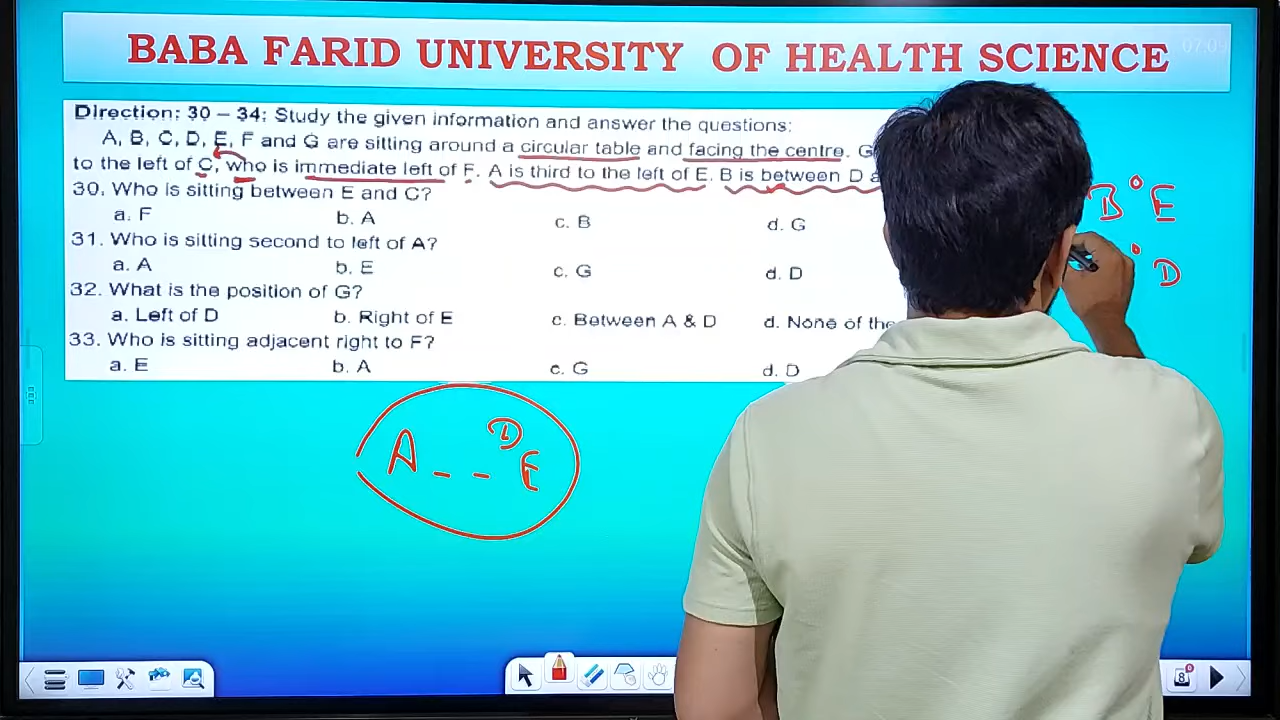 BABA FARID UNIVERSITY OF HEALTH SCIENCE
07:09
Direction: 30 – 34: Study the given information and answer the questions:
A, B, C, D, E, F and G are sitting around a circular table and facing the centre. G
to the left of C, who is immediate left of F. A is third to the left of E. B is between D
30. Who is sitting between E and C?
a. F b. A c. B d. G
31. Who is sitting second to left of A?
a. A b. E c. G d. D
32. What is the position of G?
a. Left of D b. Right of E c. Between A & D d. None of the
33. Who is sitting adjacent right to F?
a. E b. A c. G d. D
B E
D
D
A _ _ E
8